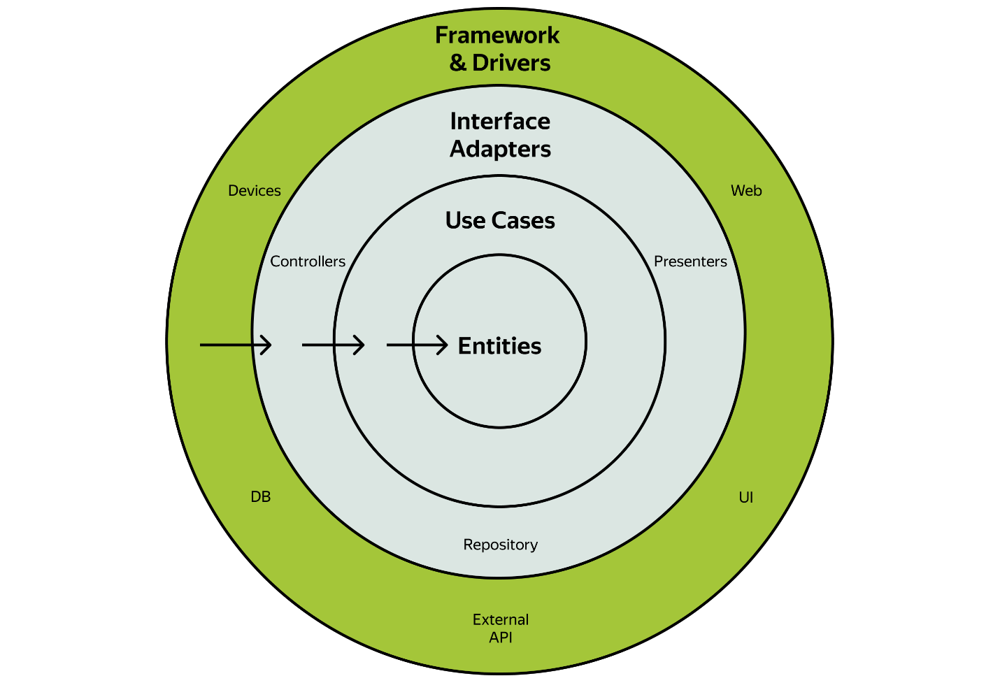 Framework
& Drivers
Interface
Adapters
Devices
Web
Use Cases
Controllers
Presenters
Entities
DB
UI
Repository
External
API